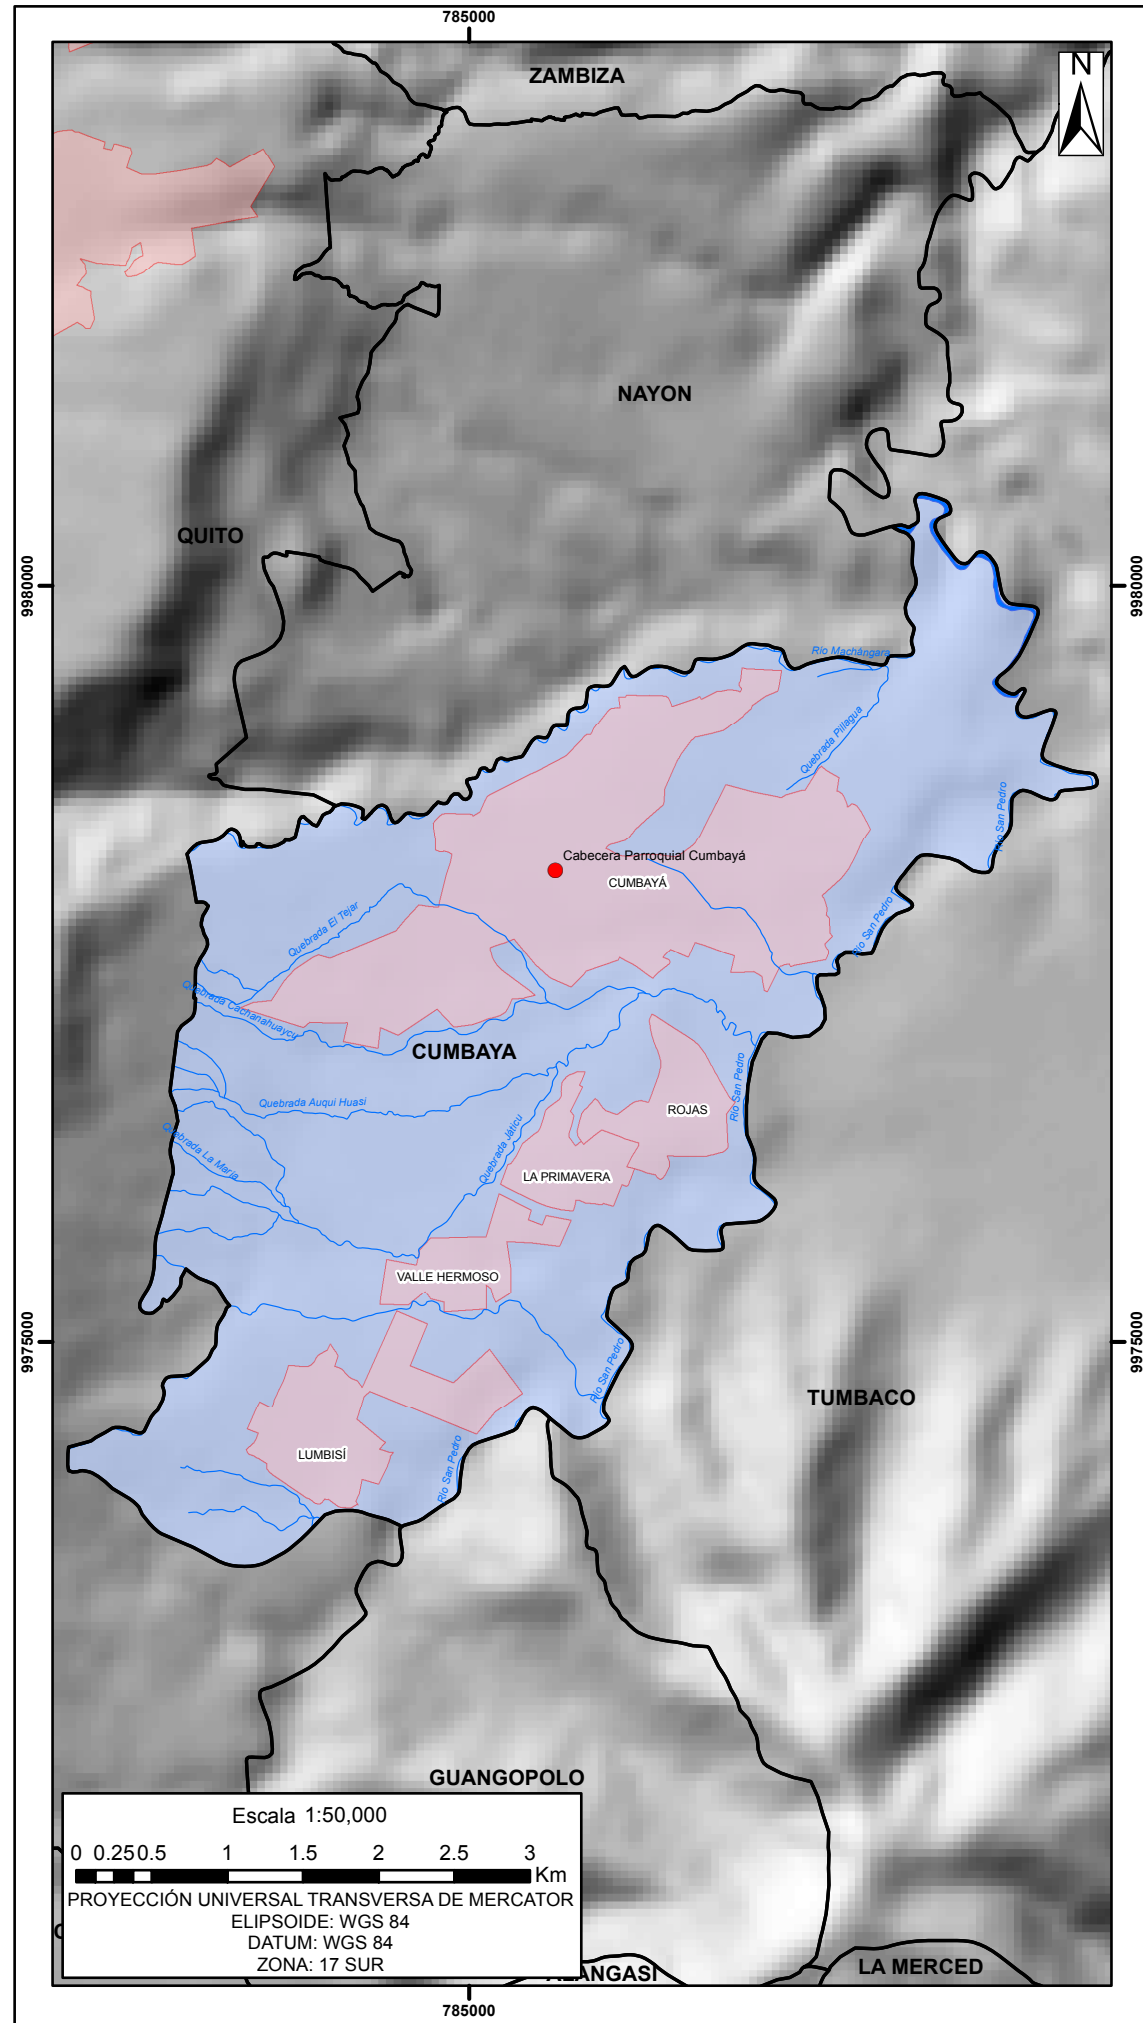 785000
ZAMBIZA
N
NAYON
QUITO
9980000
9980000
Río Machángara
Quebrada Pillagua
Río San Pedro
Cabecera Parroquial Cumbayá
CUMBAYÁ
Quebrada El Tejar
Río San Pedro
Quebrada Cachanahuaycu
CUMBAYA
Río San Pedro
Quebrada Auqui Huasi
ROJAS
Quebrada Játicu
Quebrada La María
LA PRIMAVERA
VALLE HERMOSO
9975000
9975000
Río San Pedro
TUMBACO
LUMBISÍ
Río San Pedro
GUANGOPOLO
Escala 1:50,000
0 0.25 0.5 1 1.5 2 2.5 3
Km
PROYECCIÓN UNIVERSAL TRANSVERSA DE MERCATOR
ELIPSOIDE: WGS 84
DATUM: WGS 84
ZONA: 17 SUR
ALANGASI
LA MERCED
785000